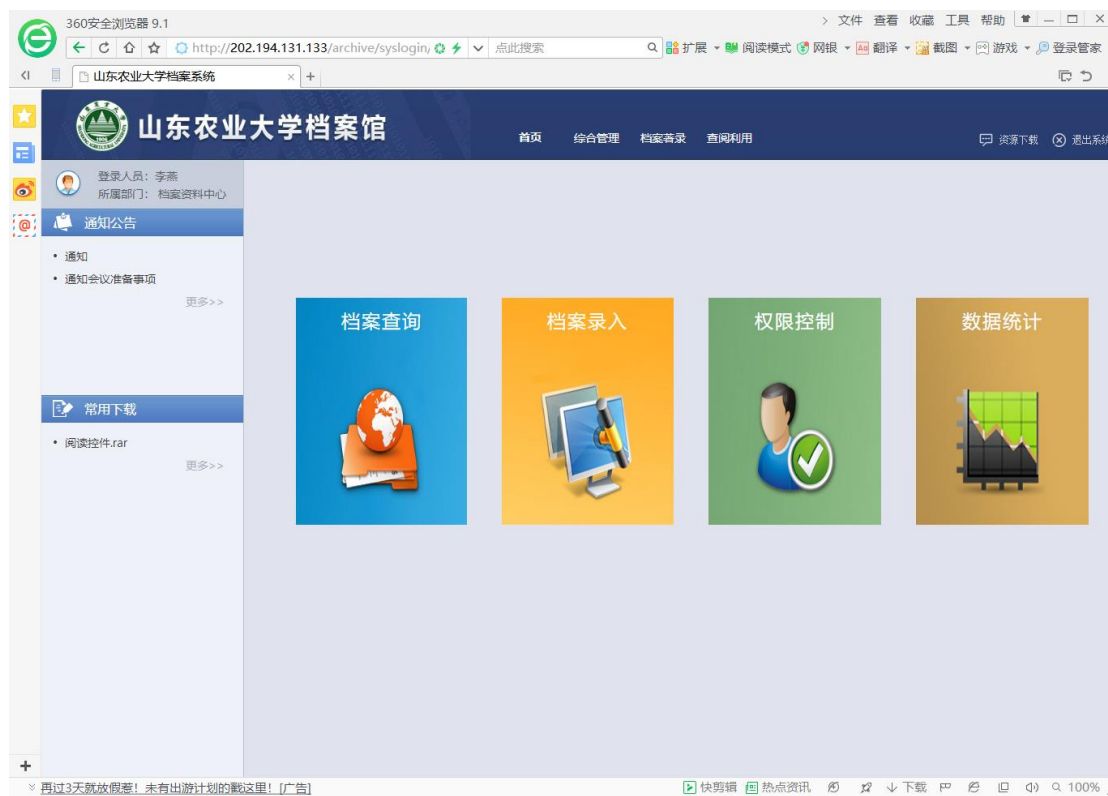 360安全浏览器 9.1
文件 查看 收藏 工具 帮助
http://202.194.131.133/archive/syslogin/
点此搜索
扩展 阅读模式 网银 翻译 截图 游戏 登录管家
山东农业大学档案系统
山东农业大学档案馆
首页 综合管理 档案著录 查阅利用
资源下载 退出系统
登录人员：李燕
所属部门：档案资料中心
通知公告
• 通知
• 通知会议准备事项
更多>>
档案查询 档案录入 权限控制 数据统计
常用下载
• 阅读控件.rar
更多>>
再过3天就放假惹！未有出游计划的戳这里！[广告]
快剪辑 热点资讯 下载 100%